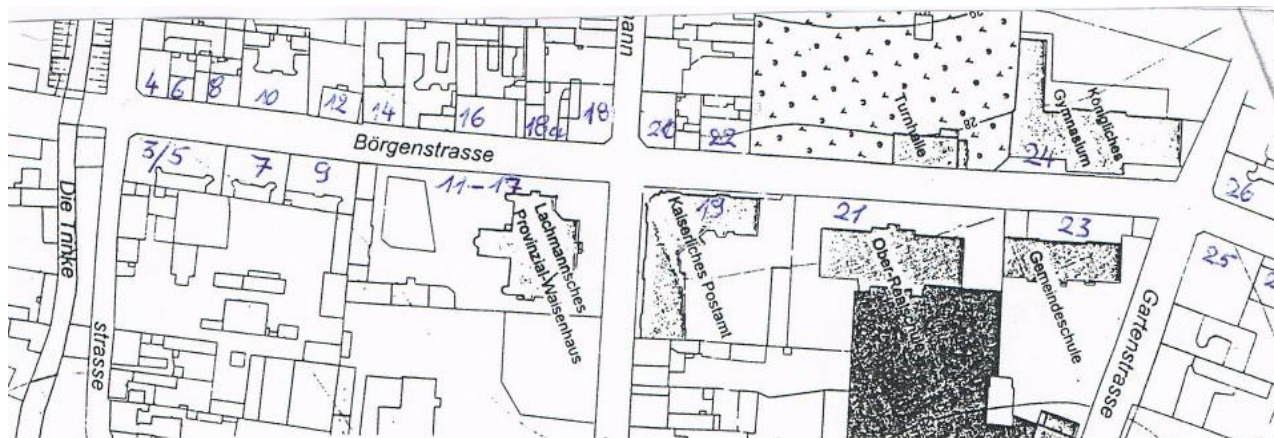 mann
4
6
8
10
12
14
16
18a
18
20
22
Turnhalle
28
24
Königliches
Gymnasium
26
Börgenstrasse
3/5
7
9
11-17
19
21
23
25
Die Trinke
strasse
Lachmannsches
Provinzial-Waisenhaus
Kaiserliches Postamt
Ober-Realschule
Gemeindeschule
Gartenstrasse